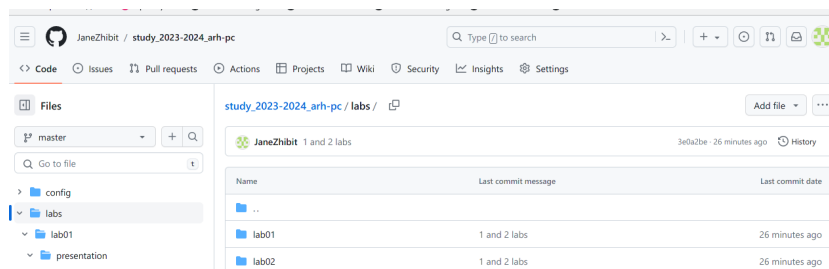 JaneZhibit / study_2023-2024_arh-pc
Type / to search
Code Issues Pull requests Actions Projects Wiki Security Insights Settings
Files
study_2023-2024_arh-pc / labs /
Add file
master
JaneZhibit 1 and 2 labs
3e0a2be · 26 minutes ago History
Go to file t
Name Last commit message Last commit date
config
..
labs
lab01
lab01 1 and 2 labs 26 minutes ago
presentation
lab02 1 and 2 labs 26 minutes ago